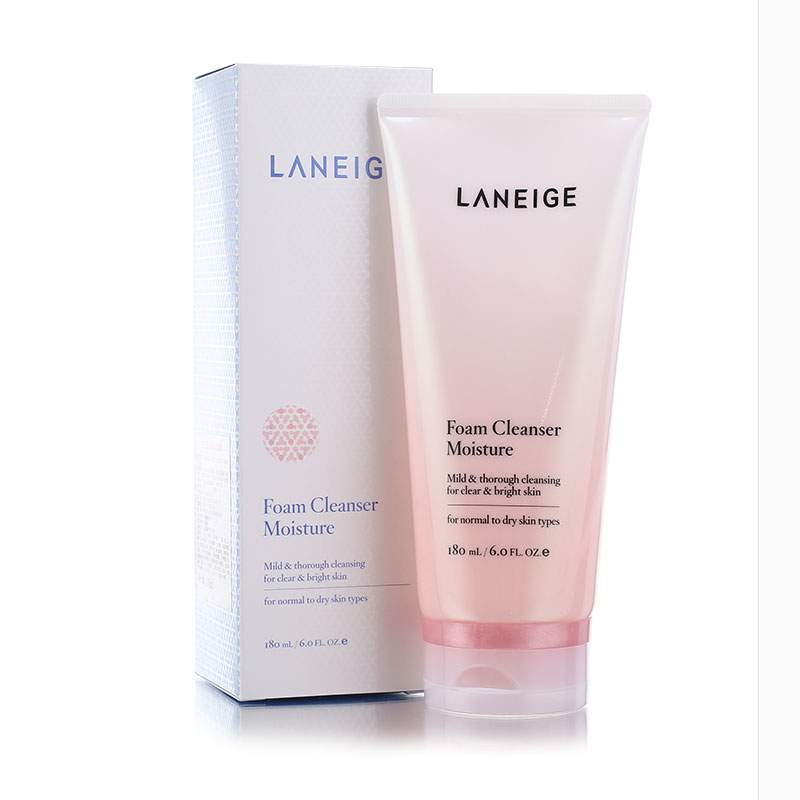 LANEIG
Foam Cleanser
Moisture
Mild & thorough cleansing
for clear & bright skin
for normal to dry skin types
180 mL / 6.0 FL. OZ. e
LANEIGE
Foam Cleanser
Moisture
Mild & thorough cleansing
for clear & bright skin
for normal to dry skin types
180 mL / 6.0 FL. OZ. e